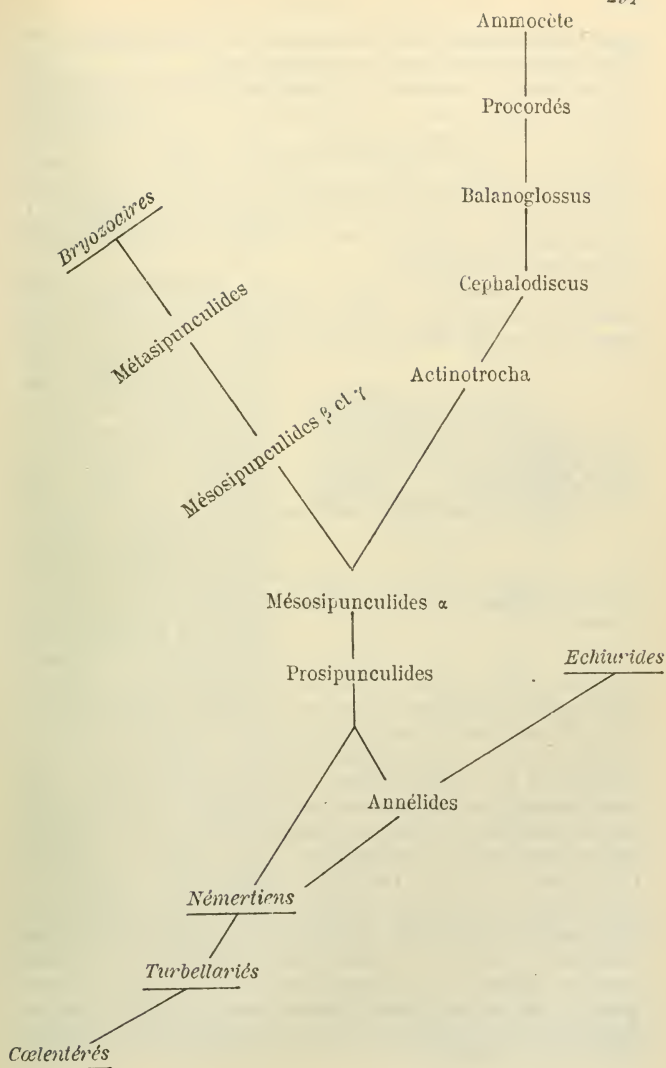 Ammocète
Procordés
Balanoglossus
Bryozoaires
Cephalodiscus
Métasipunculides
Actinotrocha
Mésosipunculides β et γ
Mésosipunculides α
Echiurides
Prosipunculides
Annélides
Némertiens
Turbellariés
Cœlentérés